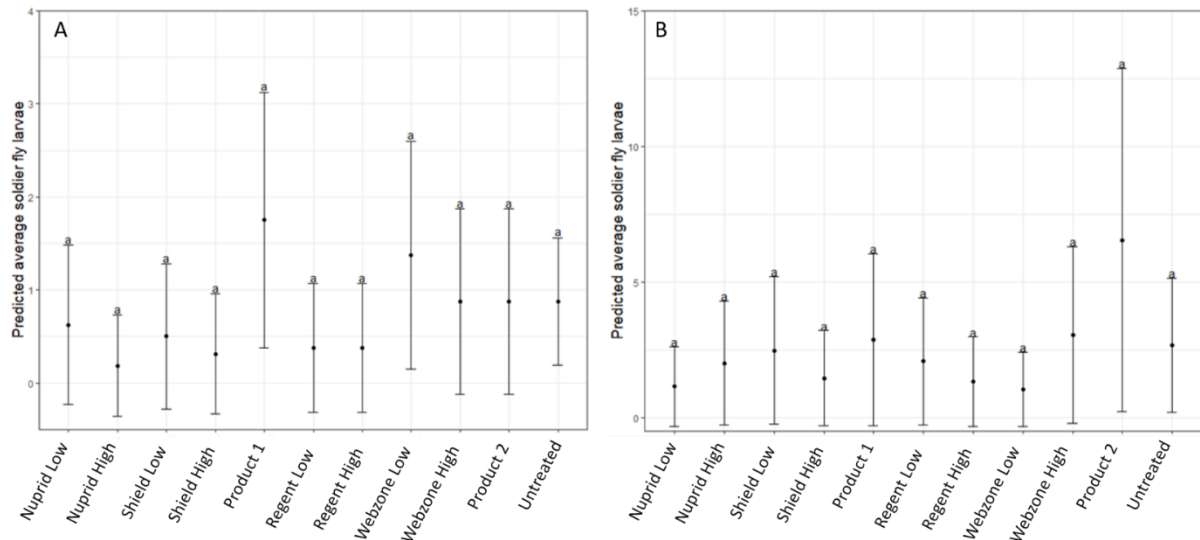 A
Predicted average soldier fly larvae
4
3
2
1
0
a
a
a
a
a
a
a
a
a
a
a
Nuprid Low
Nuprid High
Shield Low
Shield High
Product 1
Regent Low
Regent High
Webzone Low
Webzone High
Product 2
Untreated
B
Predicted average soldier fly larvae
15
10
5
0
a
a
a
a
a
a
a
a
a
a
a
Nuprid Low
Nuprid High
Shield Low
Shield High
Product 1
Regent Low
Regent High
Webzone Low
Webzone High
Product 2
Untreated